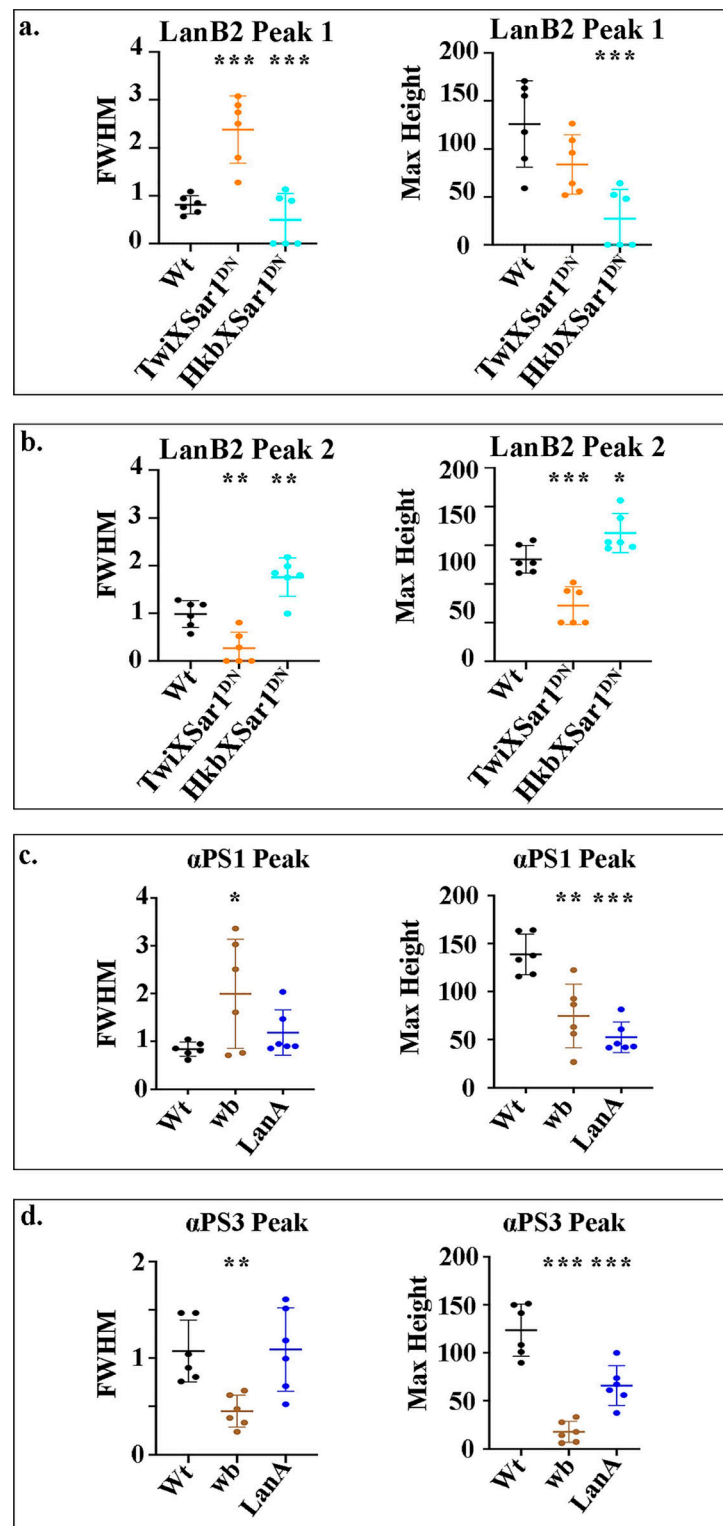 a.
LanB2 Peak 1
FWHM
4
3
2
1
0
*** ***
Wt
TwiXSar1DN
HkbXSar1DN
LanB2 Peak 1
Max Height
200
150
100
50
0
***
Wt
TwiXSar1DN
HkbXSar1DN
b.
LanB2 Peak 2
FWHM
4
3
2
1
0
** **
Wt
TwiXSar1DN
HkbXSar1DN
LanB2 Peak 2
Max Height
200
150
100
50
0
*** *
Wt
TwiXSar1DN
HkbXSar1DN
c.
αPS1 Peak
FWHM
4
3
2
1
0
*
Wt
wb
LanA
αPS1 Peak
Max Height
200
150
100
50
0
** ***
Wt
wb
LanA
d.
αPS3 Peak
FWHM
2
1
0
**
Wt
wb
LanA
αPS3 Peak
Max Height
200
150
100
50
0
*** ***
Wt
wb
LanA